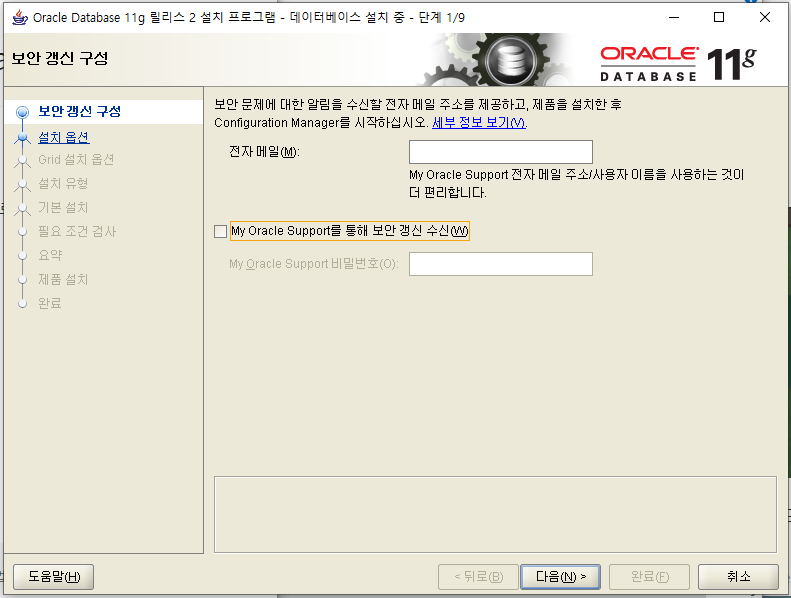 Oracle Database 11g 릴리스 2 설치 프로그램 - 데이터베이스 설치 중 - 단계 1/9
보안 갱신 구성
ORACLE
DATABASE 11g
보안 갱신 구성
설치 옵션
Grid 설치 옵션
설치 유형
기본 설치
필요 조건 검사
요약
제품 설치
완료
보안 문제에 대한 알림을 수신할 전자 메일 주소를 제공하고, 제품을 설치한 후
Configuration Manager를 시작하십시오. 세부 정보 보기(V).
전자 메일(M):
My Oracle Support 전자 메일 주소/사용자 이름을 사용하는 것이
더 편리합니다.
My Oracle Support를 통해 보안 갱신 수신(W)
My Oracle Support 비밀번호(O):
도움말(H)
< 뒤로(B)
다음(N) >
완료(F)
취소